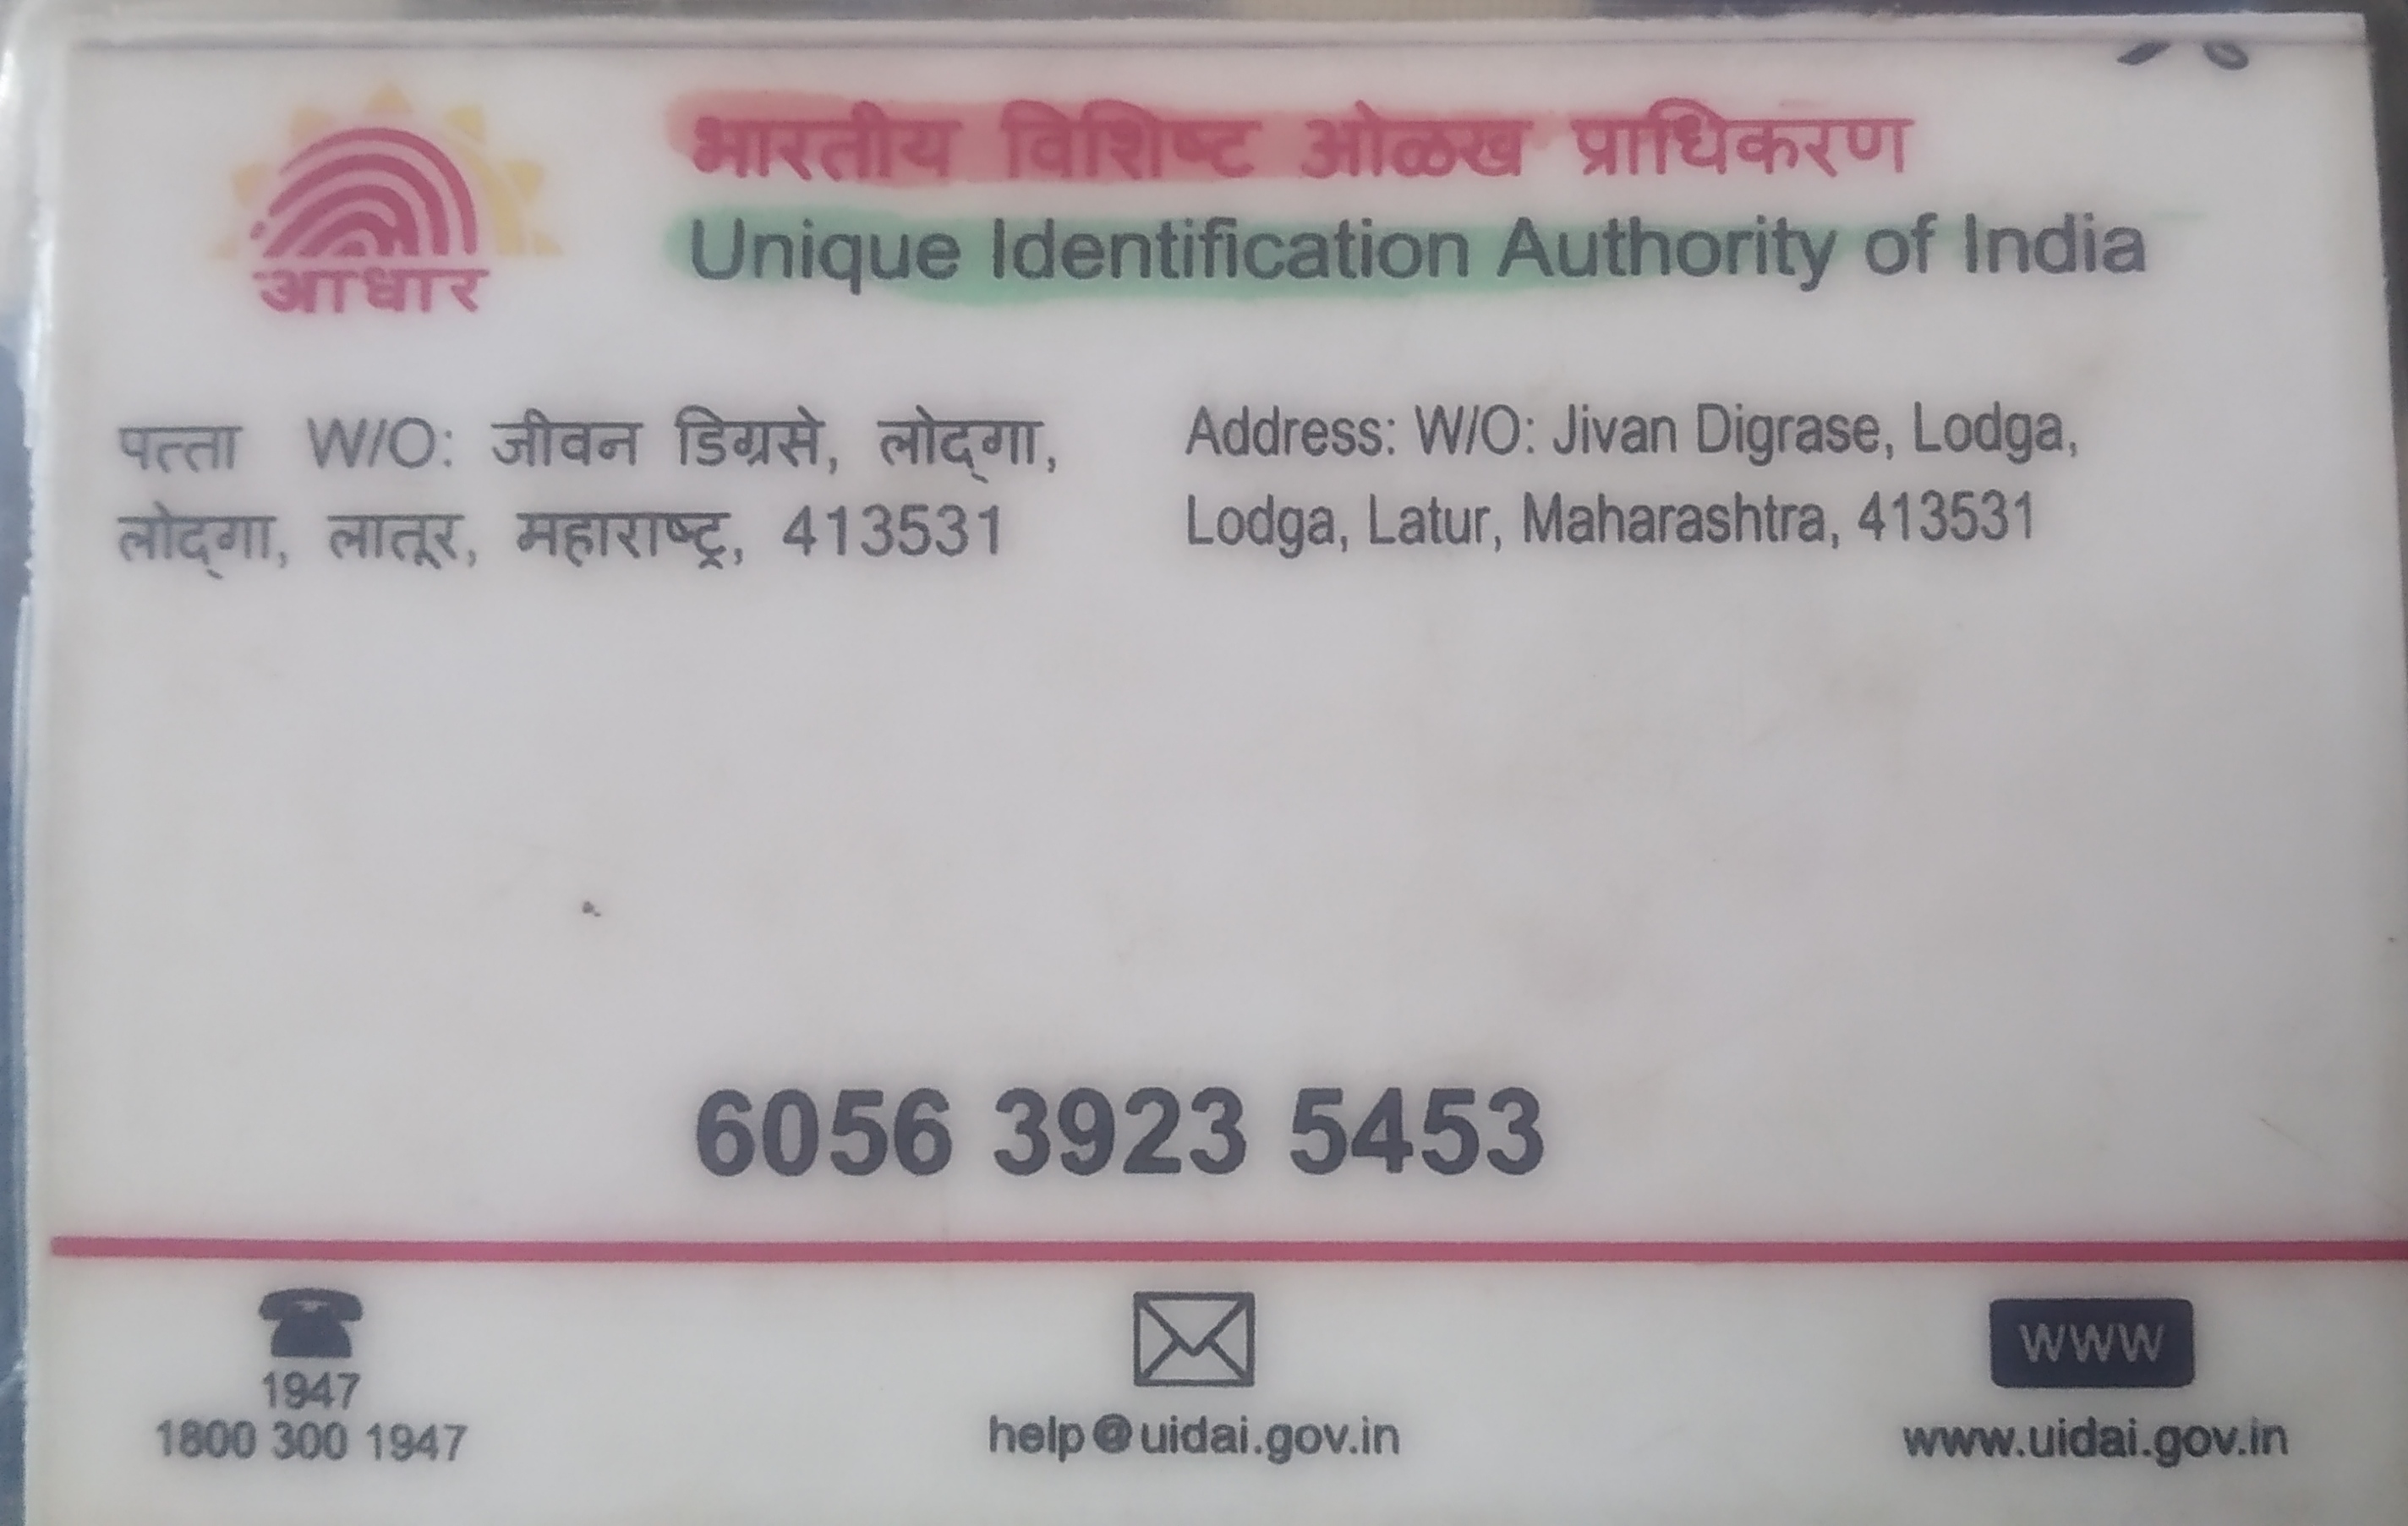 भारतीय विशिष्ट ओळख प्राधिकरण
Unique Identification Authority of India
आधार
पत्ता W/O: जीवन डिग्रसे, लोद्‌गा,
लोद्‌गा, लातूर, महाराष्ट्र, 413531
Address: W/O: Jivan Digrase, Lodga,
Lodga, Latur, Maharashtra, 413531
6056 3923 5453
1947
1800 300 1947
help@uidai.gov.in
WWW
www.uidai.gov.in